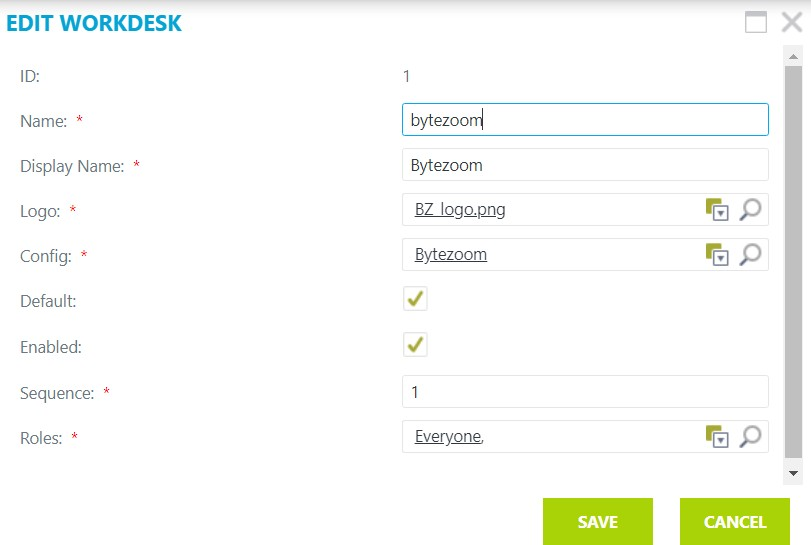 EDIT WORKDESK
ID: 1
Name: * bytezoom
Display Name: * Bytezoom
Logo: * BZ_logo.png
Config: * Bytezoom
Default:
Enabled:
Sequence: * 1
Roles: * Everyone,
SAVE CANCEL